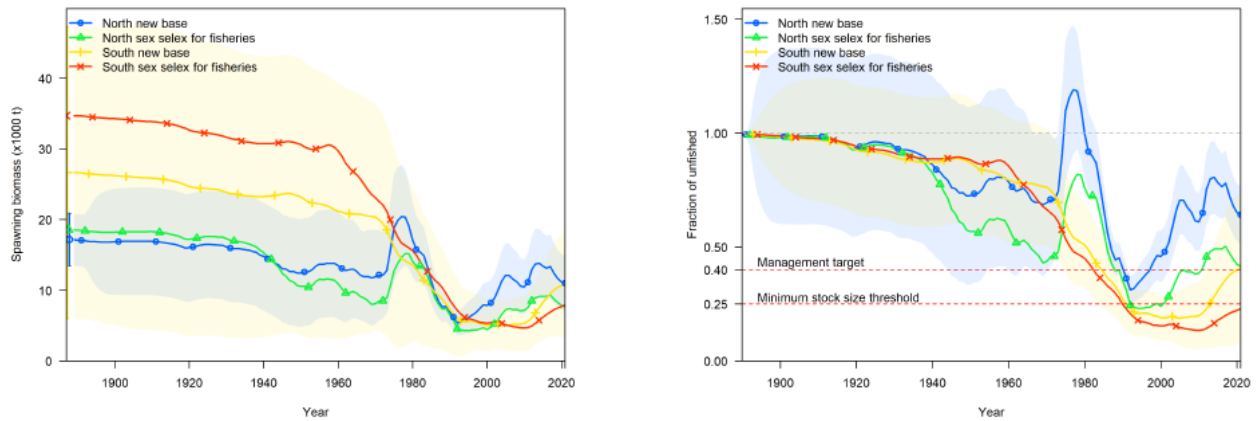 North new base
North sex selex for fisheries
South new base
South sex selex for fisheries
Spawning biomass (x1000 t)
40
30
20
10
0
1900
1920
1940
1960
1980
2000
2020
Year
North new base
North sex selex for fisheries
South new base
South sex selex for fisheries
Fraction of unfished
1.50
1.00
0.50
0.40
0.25
0.00
Management target
Minimum stock size threshold
1900
1920
1940
1960
1980
2000
2020
Year